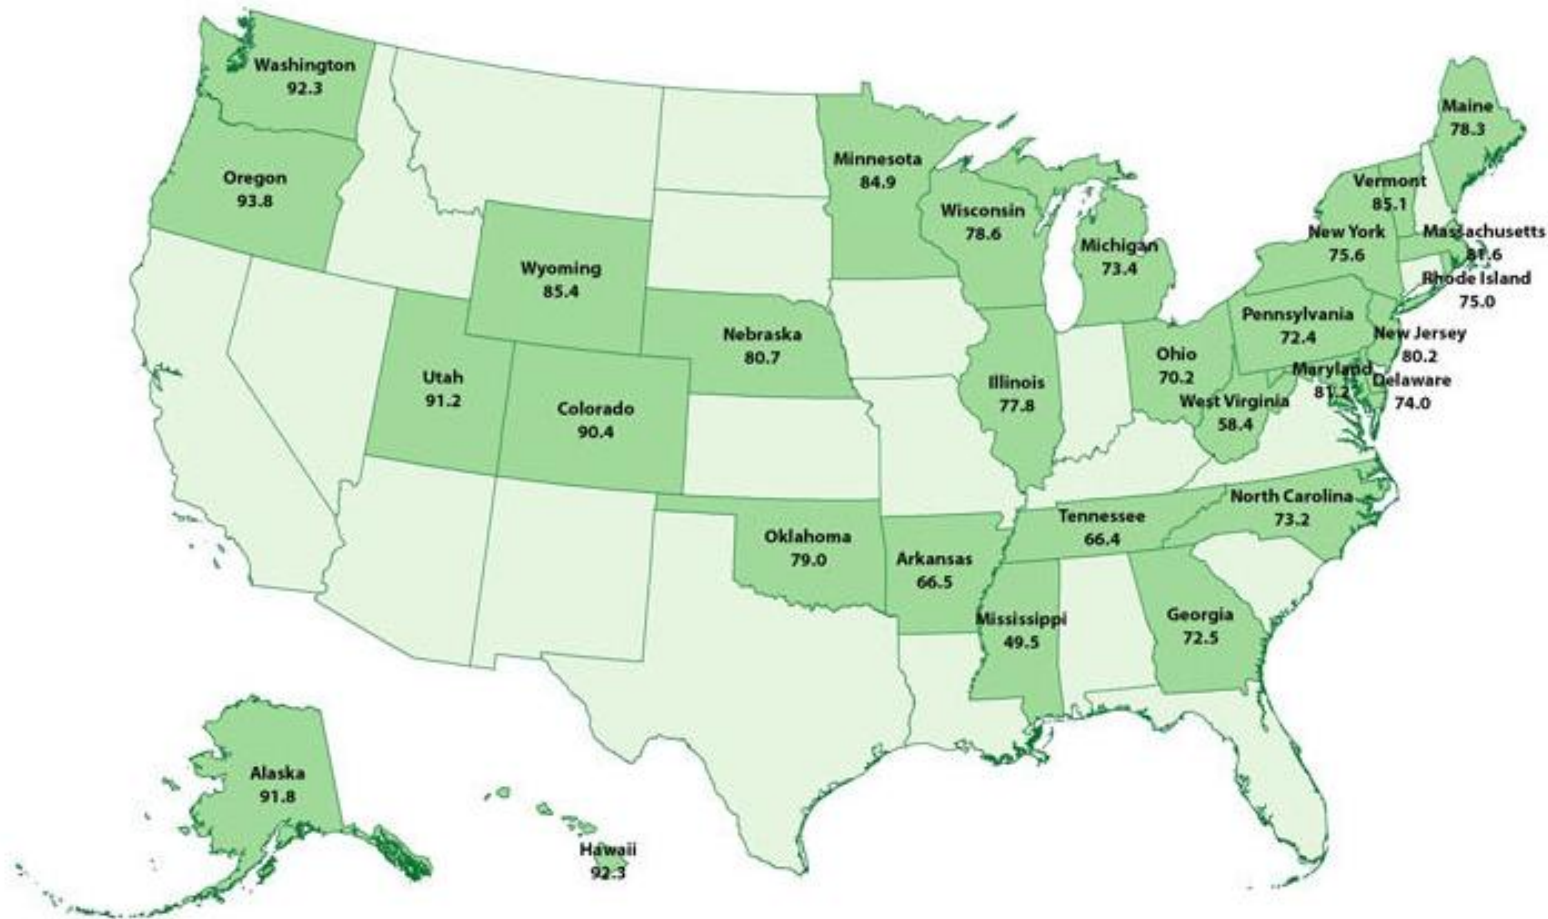 Washington
92.3
Oregon
93.8
Wyoming
85.4
Utah
91.2
Colorado
90.4
Nebraska
80.7
Minnesota
84.9
Wisconsin
78.6
Michigan
73.4
Illinois
77.8
Ohio
70.2
West Virginia
58.4
Pennsylvania
72.4
New York
75.6
Vermont
85.1
Maine
78.3
Massachusetts
81.6
Rhode Island
75.0
New Jersey
80.2
Maryland
81.2
Delaware
74.0
Oklahoma
79.0
Arkansas
66.5
Tennessee
66.4
North Carolina
73.2
Mississippi
49.5
Georgia
72.5
Alaska
91.8
Hawaii
92.3